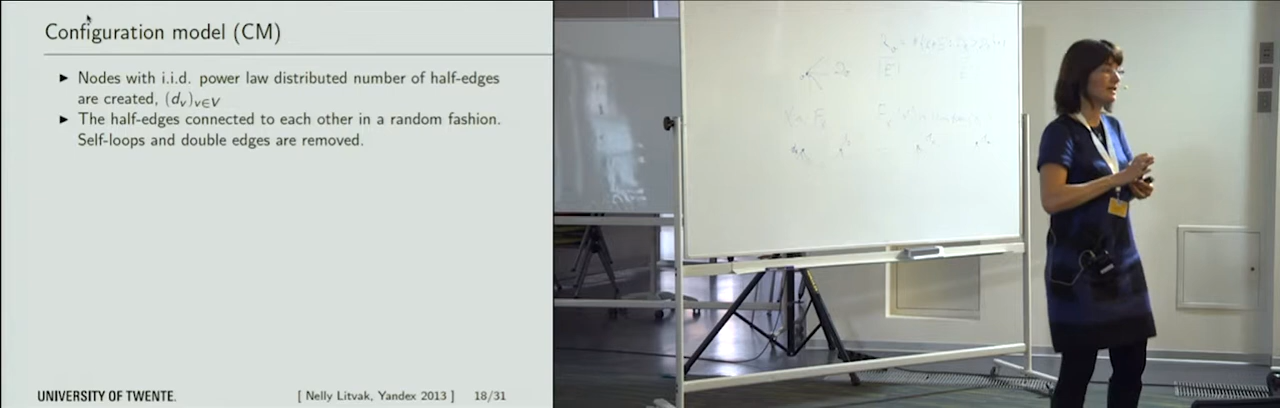 Configuration model (CM)
▶ Nodes with i.i.d. power law distributed number of half-edges
are created, (dᵥ)ᵥ∈V
▶ The half-edges connected to each other in a random fashion.
Self-loops and double edges are removed.
UNIVERSITY OF TWENTE.
[ Nelly Litvak, Yandex 2013 ] 18/31